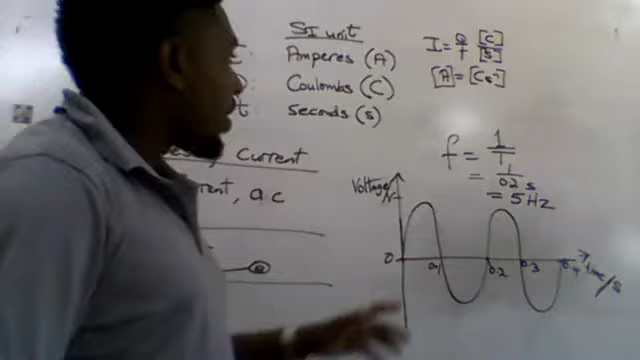 SI unit
Amperes (A)
Coulombs (C)
Seconds (s)
I = Q/t [C]/[s]
[A] = [Cs⁻¹]
Current
a c
f = 1/T
= 1/0.2 s
= 5 Hz
Voltage
/V
0
0.1 0.2 0.3 0.4
time/s